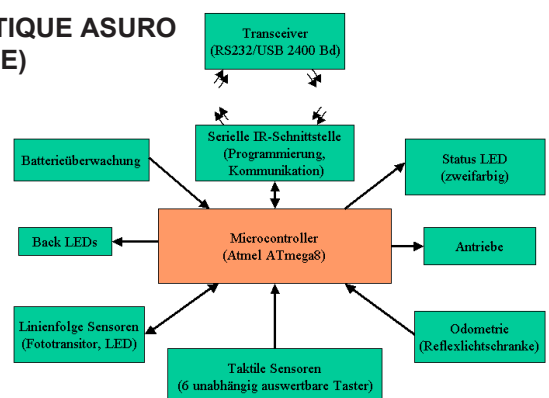 TIQUE ASURO
E)
Transceiver
(RS232/USB 2400 Bd)
Serielle IR-Schnittstelle
(Programmierung,
Kommunikation)
Batterieüberwachung
Status LED
(zweifarbig)
Back LEDs
Microcontroller
(Atmel ATmega8)
Antriebe
Linienfolge Sensoren
(Fototransitor, LED)
Odometrie
(Reflexlichtschranke)
Taktile Sensoren
(6 unabhängig auswertbare Taster)